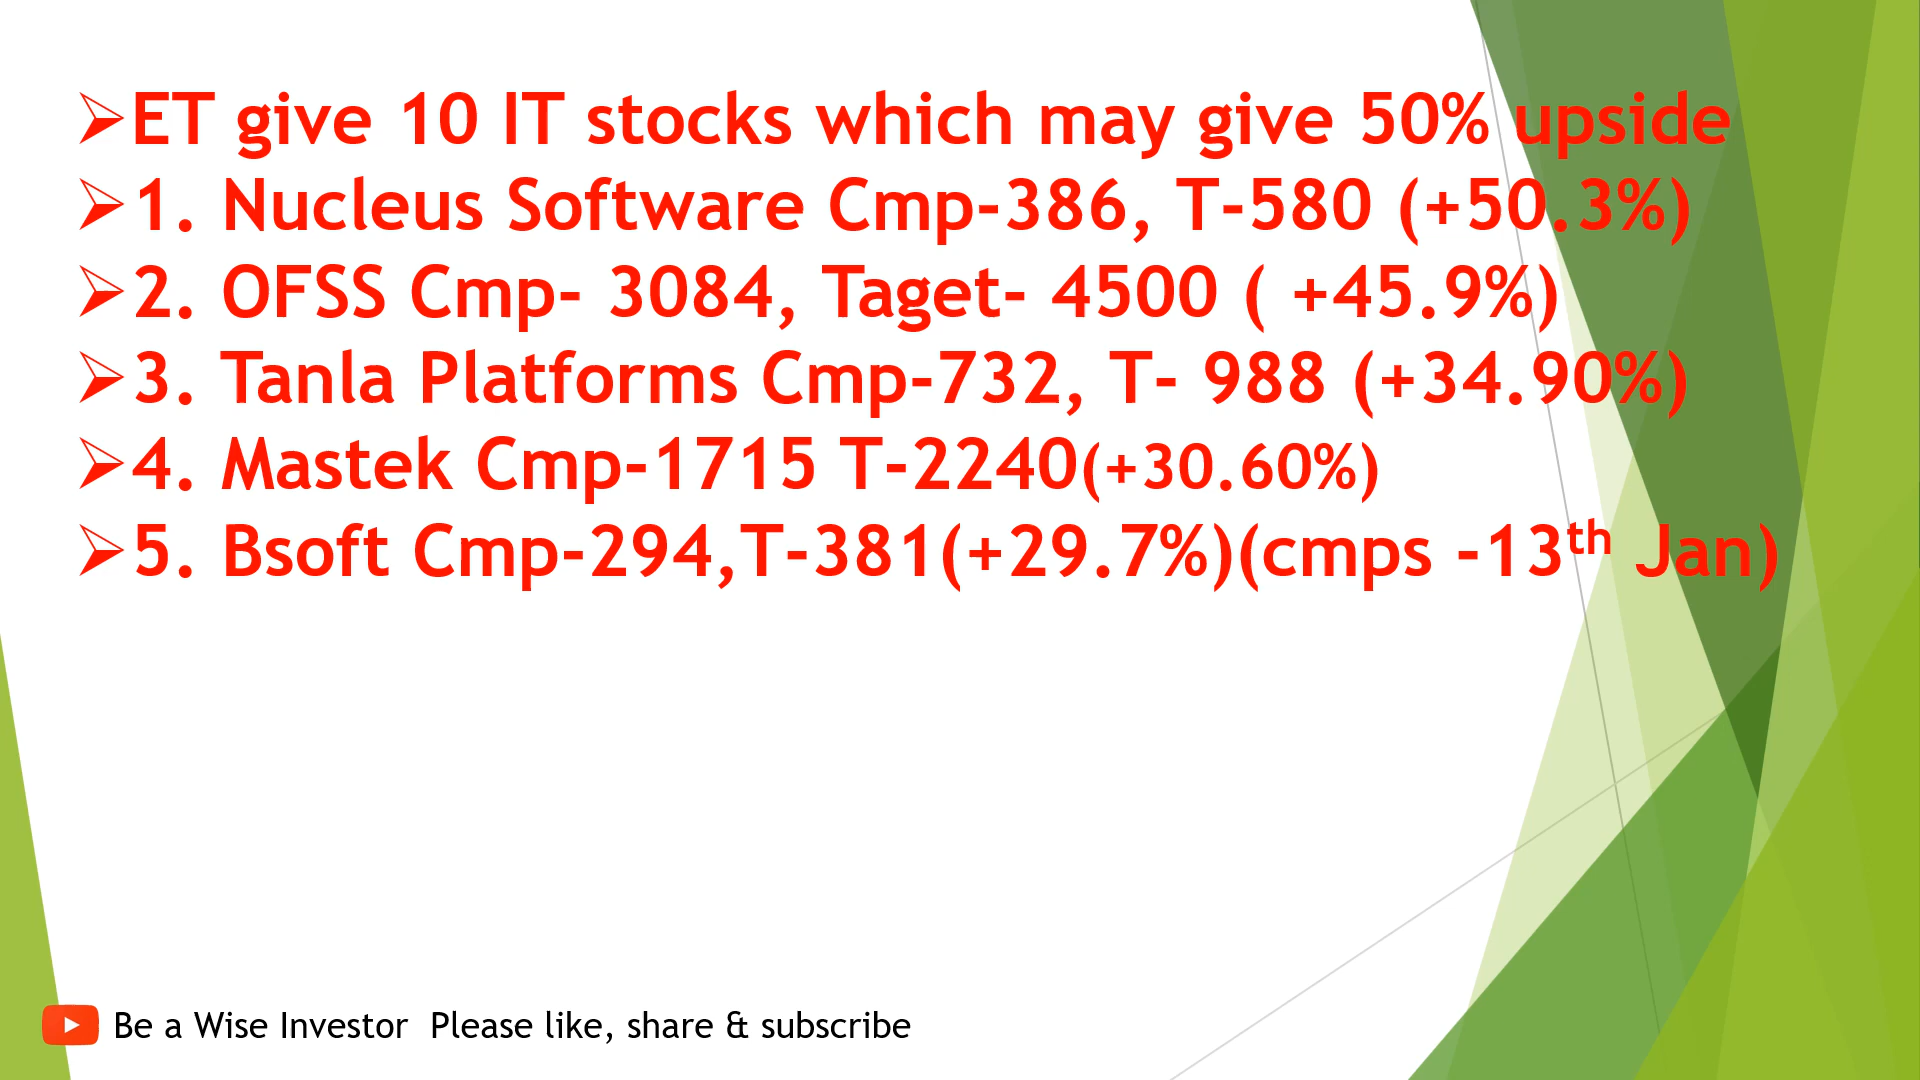 ➢ET give 10 IT stocks which may give 50% upside
➢1. Nucleus Software Cmp-386, T-580 (+50.3%)
➢2. OFSS Cmp- 3084, Taget- 4500 ( +45.9%)
➢3. Tanla Platforms Cmp-732, T- 988 (+34.90%)
➢4. Mastek Cmp-1715 T-2240(+30.60%)
➢5. Bsoft Cmp-294,T-381(+29.7%)(cmps -13th Jan)
Be a Wise Investor  Please like, share & subscribe